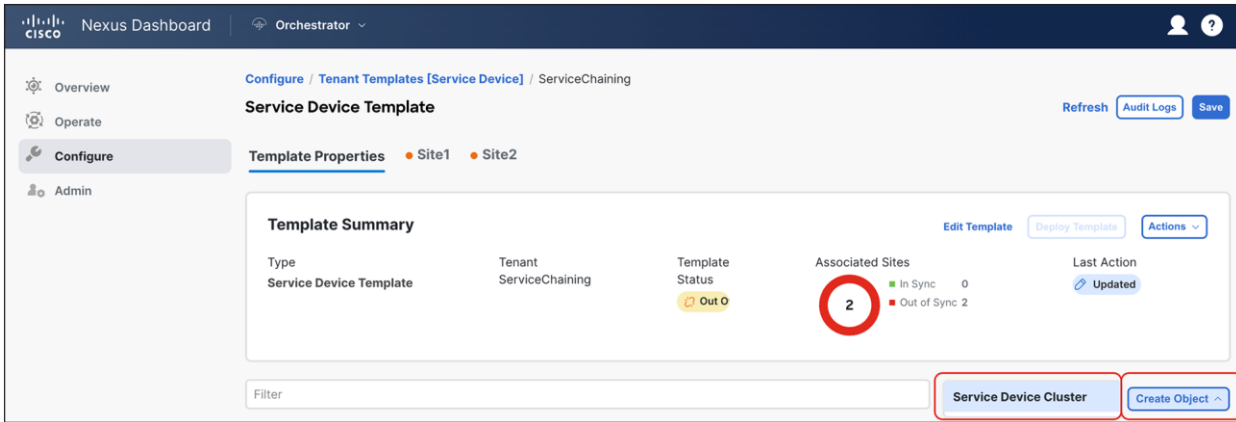 CISCO Nexus Dashboard Orchestrator
Overview
Operate
Configure
Admin
Configure / Tenant Templates [Service Device] / ServiceChaining
Service Device Template
Refresh Audit Logs Save
Template Properties Site1 Site2
Template Summary
Edit Template Deploy Template Actions
Type
Service Device Template
Tenant
ServiceChaining
Template
Status
Out O
Associated Sites
2
In Sync 0
Out of Sync 2
Last Action
Updated
Filter
Service Device Cluster
Create Object